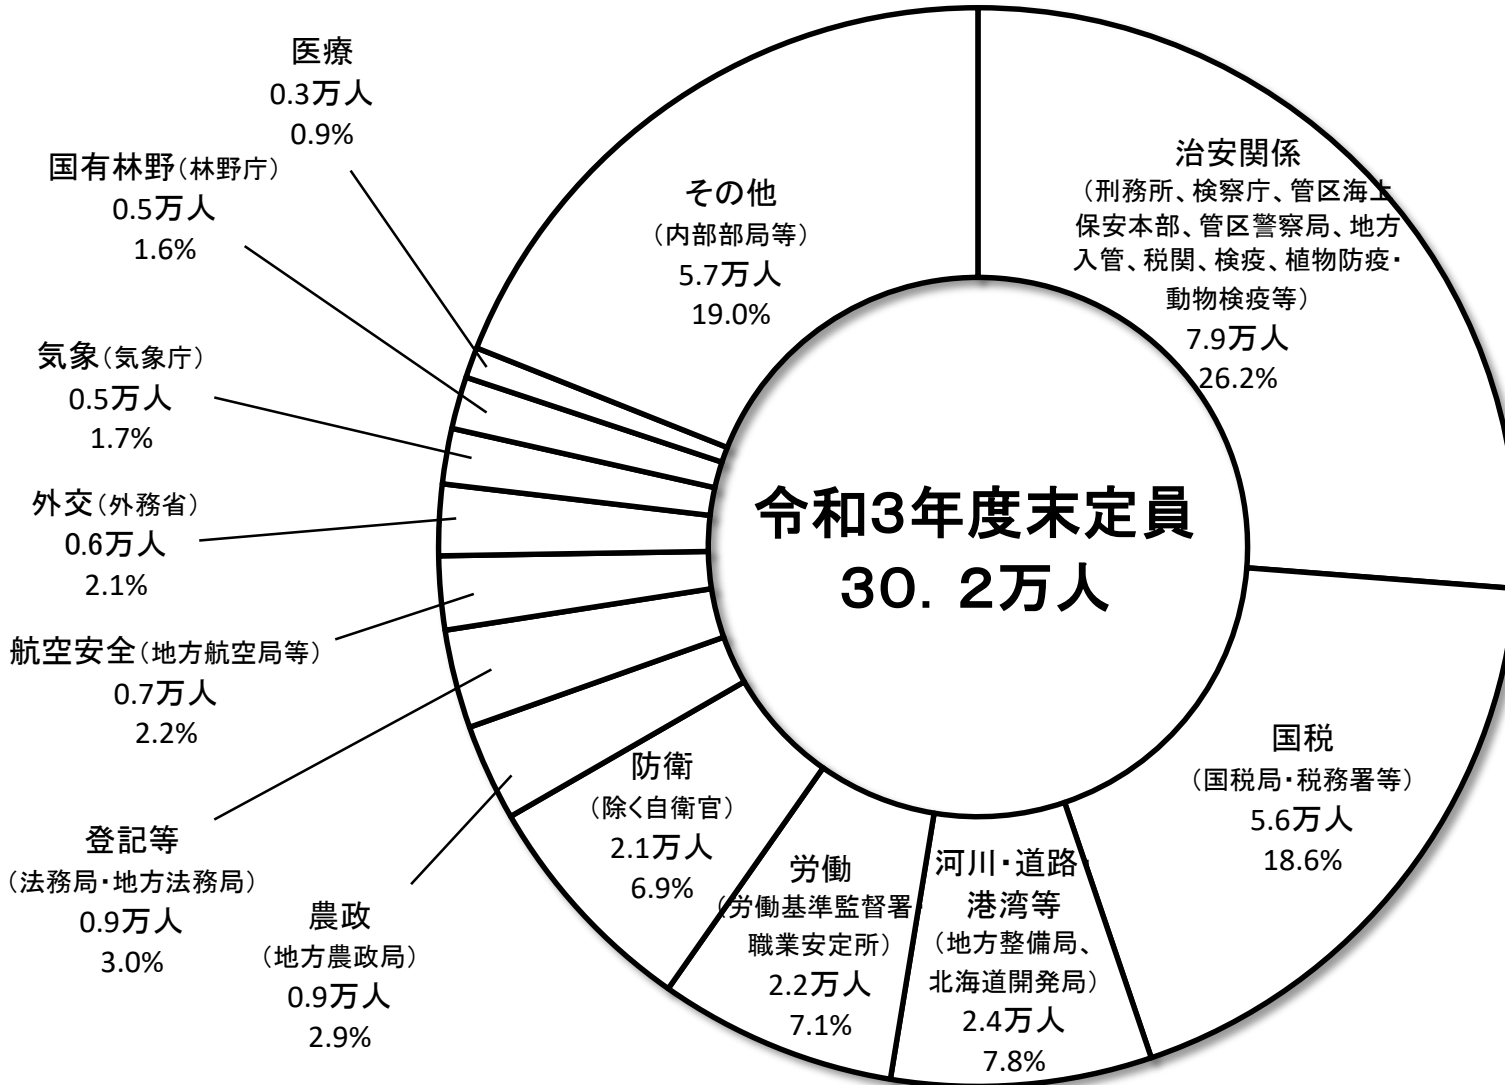 令和3年度末定員
30．2万人
治安関係
（刑務所、検察庁、管区海上
保安本部、管区警察局、地方
入管、税関、検疫、植物防疫・
動物検疫等）
7.9万人
26.2%
国税
（国税局・税務署等）
5.6万人
18.6%
河川・道路・
港湾等
（地方整備局、
北海道開発局）
2.4万人
7.8%
労働
（労働基準監督署・
職業安定所）
2.2万人
7.1%
防衛
（除く自衛官）
2.1万人
6.9%
農政
（地方農政局）
0.9万人
2.9%
登記等
（法務局・地方法務局）
0.9万人
3.0%
航空安全（地方航空局等）
0.7万人
2.2%
外交（外務省）
0.6万人
2.1%
気象（気象庁）
0.5万人
1.7%
国有林野（林野庁）
0.5万人
1.6%
医療
0.3万人
0.9%
その他
（内部部局等）
5.7万人
19.0%